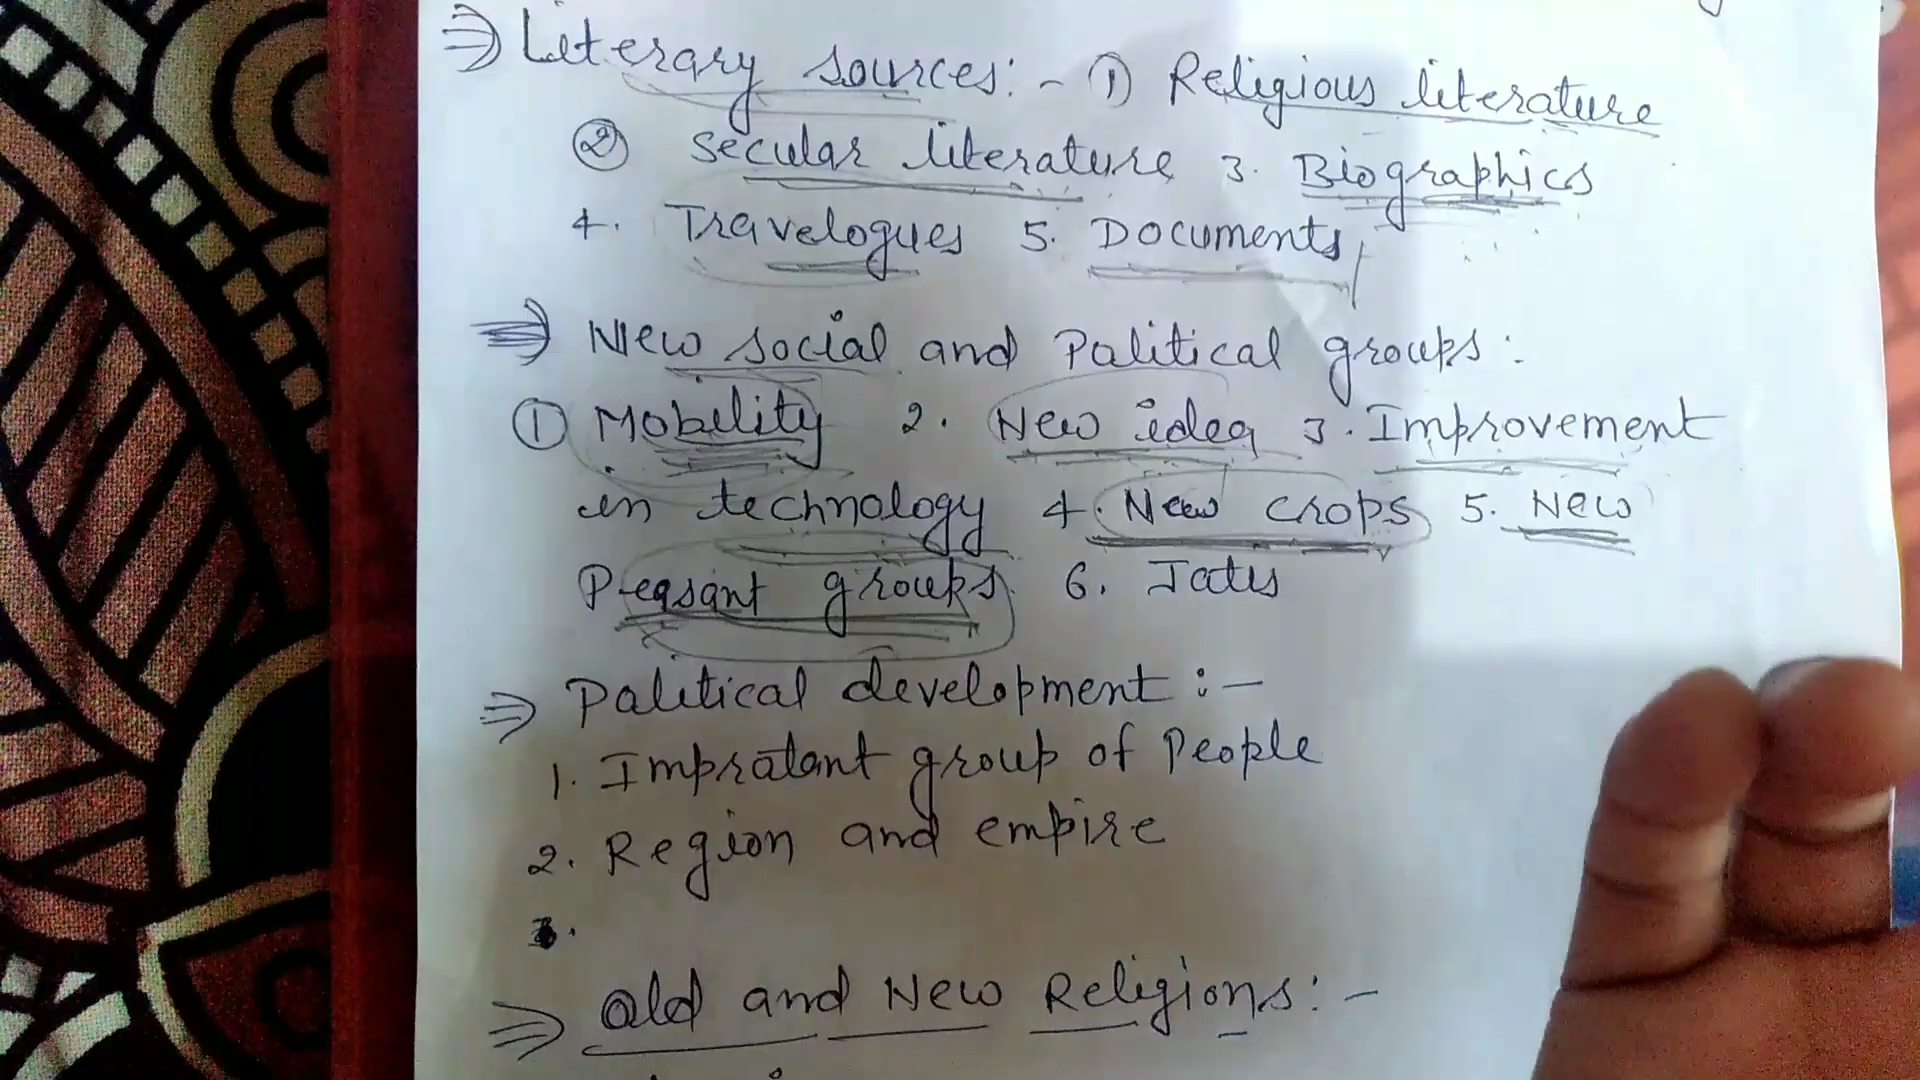 ⇒ Literary sources:- ① Religious literature
② Secular literature 3. Biographics
4. Travelogues 5. Documents
⇒ New social and Palitical groups:
① Mobility 2. New idea 3. Improvement
in technology 4. New crops 5. New
Peasant groups. 6. Jatis
⇒ Palitical development :-
1. Impratant group of People
2. Region and empire
3.
⇒ Old and New Religions:-